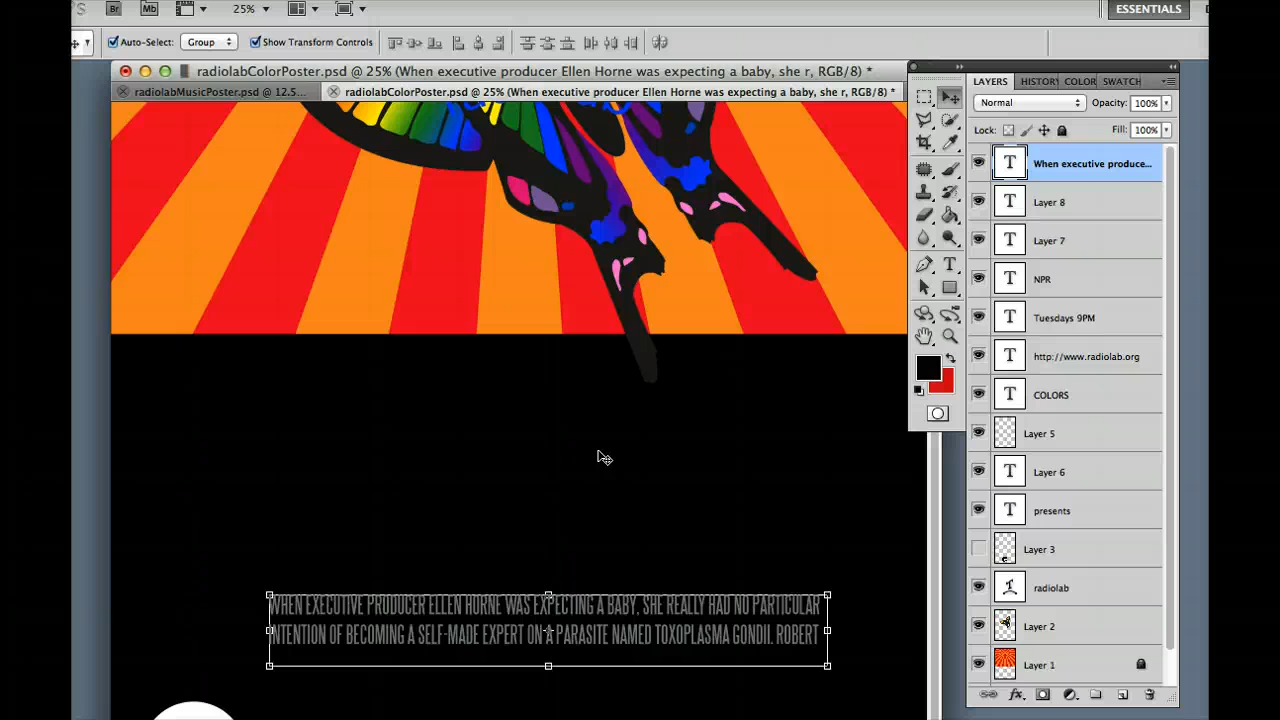 Br Mb 25% ESSENTIALS
Auto-Select: Group Show Transform Controls
radiolabColorPoster.psd @ 25% (When executive producer Ellen Horne was expecting a baby, she r, RGB/8) *
radiolabMusicPoster.psd @ 12.5...
radiolabColorPoster.psd @ 25% (When executive producer Ellen Horne was expecting a baby, she r, RGB/8) *
LAYERS HISTORY COLOR SWATCH
Normal Opacity: 100%
Lock: Fill: 100%
T When executive produce...
T Layer 8
T Layer 7
T NPR
T Tuesdays 9PM
T http://www.radiolab.org
T COLORS
Layer 5
T Layer 6
T presents
Layer 3
radiolab
Layer 2
Layer 1
WHEN EXECUTIVE PRODUCER ELLEN HORNE WAS EXPECTING A BABY, SHE REALLY HAD NO PARTICULAR
INTENTION OF BECOMING A SELF-MADE EXPERT ON A PARASITE NAMED TOXOPLASMA GONDII. ROBERT